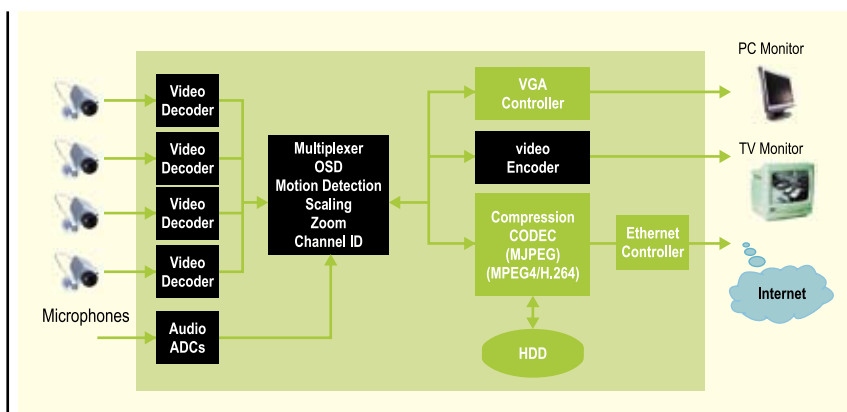 PC Monitor
Video
Decoder
VGA
Controller
TV Monitor
Video
Decoder
Multiplexer
OSD
Motion Detection
Scaling
Zoom
Channel ID
video
Encoder
Video
Decoder
Compression
CODEC
(MJPEG)
(MPEG4/H.264)
Ethernet
Controller
Video
Decoder
Internet
Microphones
Audio
ADCs
HDD